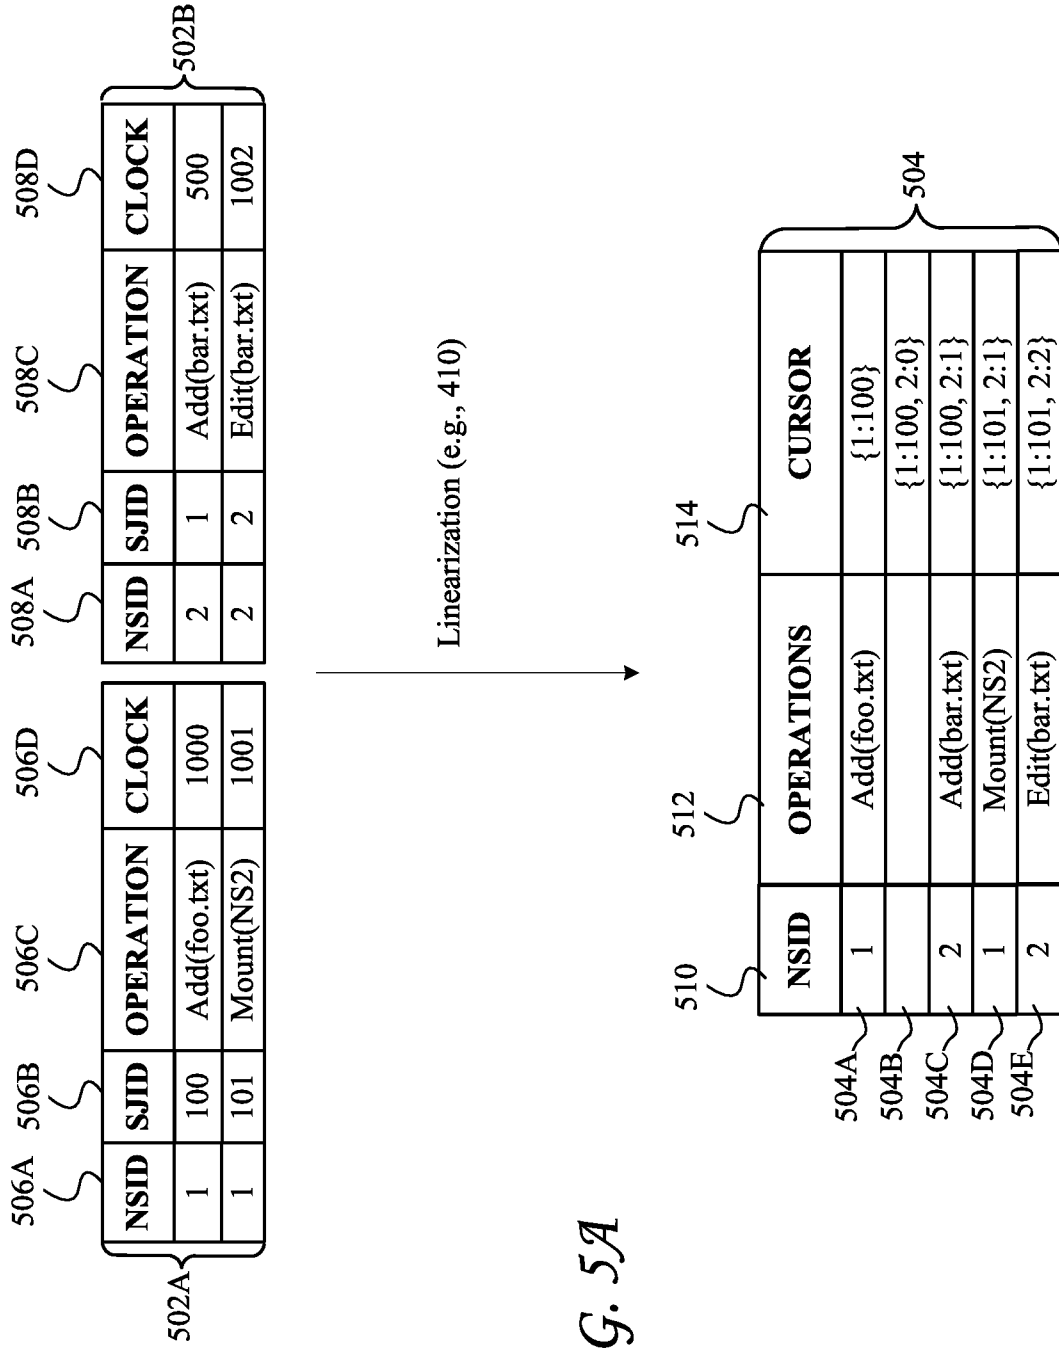 506A 506B 506C 506D 508A 508B 508C 508D
NSID SJID OPERATION CLOCK NSID SJID OPERATION CLOCK
1 100 Add(foo.txt) 1000 2 1 Add(bar.txt) 500
1 101 Mount(NS2) 1001 2 2 Edit(bar.txt) 1002
502A 502B
Linearization (e.g., 410)
510 512 514
NSID OPERATIONS CURSOR
504
504A 1 Add(foo.txt) {1:100}
504B {1:100, 2:0}
504C 2 Add(bar.txt) {1:100, 2:1}
504D 1 Mount(NS2) {1:101, 2:1}
504E 2 Edit(bar.txt) {1:101, 2:2}
G. 5A